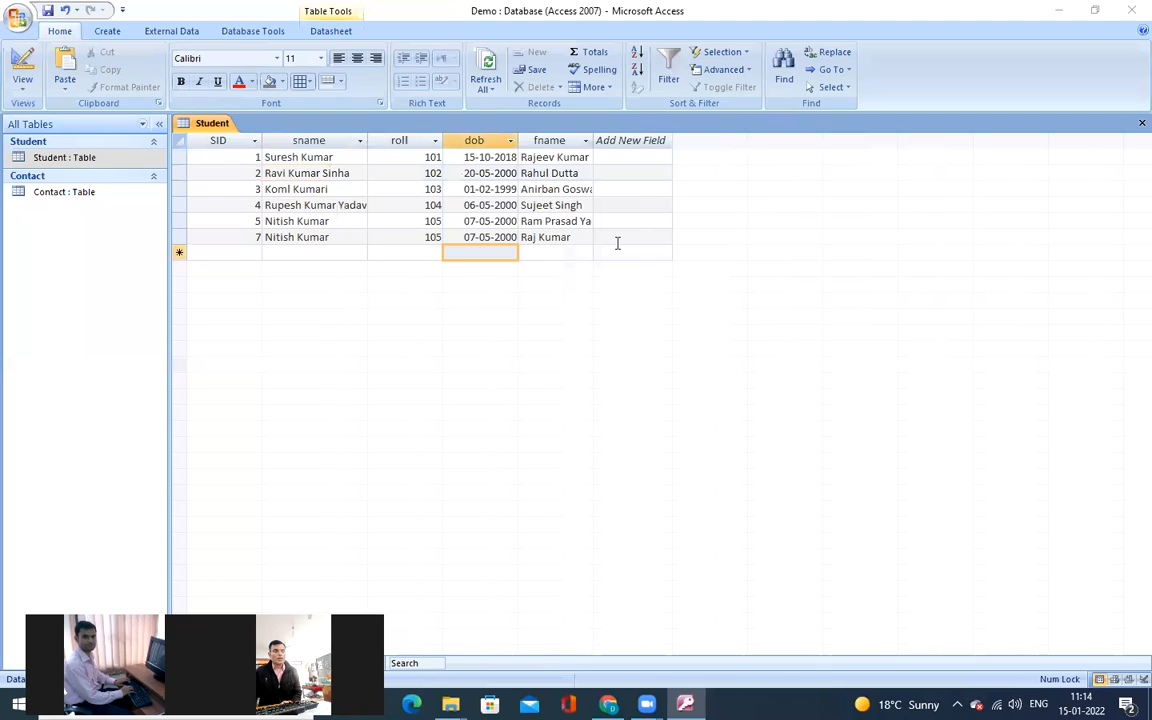 Table Tools
Demo : Database (Access 2007) - Microsoft Access
Home
Create
External Data
Database Tools
Datasheet
View
Views
Paste
Cut
Copy
Format Painter
Clipboard
Calibri
11
B I U A
Font
Rich Text
Refresh
All
New
Save
Delete
Totals
Spelling
More
Records
Filter
Selection
Advanced
Toggle Filter
Sort & Filter
Find
Replace
Go To
Select
Find
All Tables
Student
Student : Table
Contact
Contact : Table
Student
SID sname roll dob fname Add New Field
1 Suresh Kumar 101 15-10-2018 Rajeev Kumar
2 Ravi Kumar Sinha 102 20-05-2000 Rahul Dutta
3 Koml Kumari 103 01-02-1999 Anirban Goswa
4 Rupesh Kumar Yadav 104 06-05-2000 Sujeet Singh
5 Nitish Kumar 105 07-05-2000 Ram Prasad Ya
7 Nitish Kumar 105 07-05-2000 Raj Kumar
Search
Data
Num Lock
18°C Sunny
ENG
11:14
15-01-2022
2